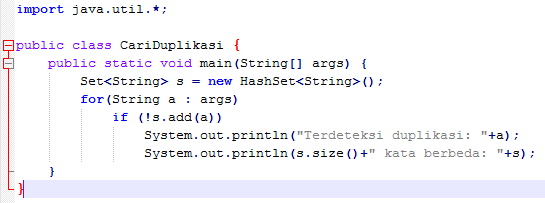 import java.util.*;
public class CariDuplikasi {
    public static void main(String[] args) {
        Set<String> s = new HashSet<String>();
        for(String a : args)
            if (!s.add(a))
                System.out.println("Terdeteksi duplikasi: "+a);
                System.out.println(s.size()+" kata berbeda: "+s);
    }
}